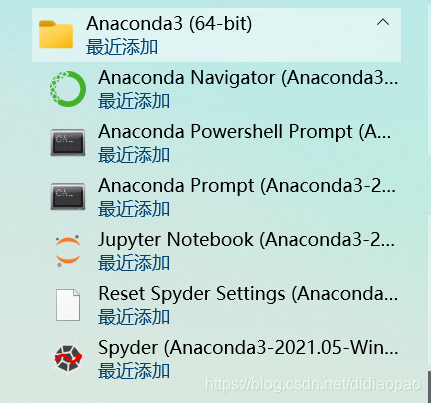 Anaconda3 (64-bit)
最近添加
Anaconda Navigator (Anaconda3...
最近添加
Anaconda Powershell Prompt (A...
最近添加
Anaconda Prompt (Anaconda3-2...
最近添加
Jupyter Notebook (Anaconda3-2...
最近添加
Reset Spyder Settings (Anaconda...
最近添加
Spyder (Anaconda3-2021.05-Win...
最近添加
https://blog.csdn.net/didiaopao